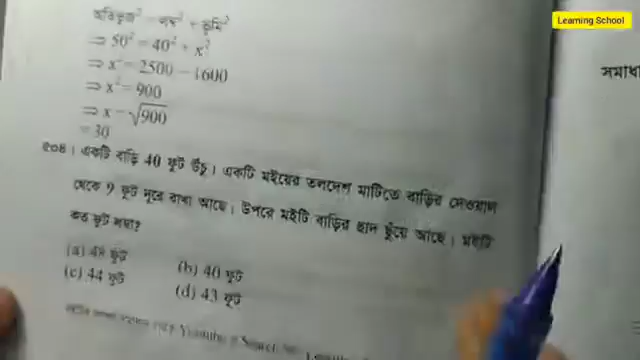 Learning School
অতিভুজ² = লম্ব² + ভূমি²
⇒ 50² = 40² + x²
⇒ x² = 2500 − 1600
⇒ x² = 900
⇒ x = √900
= 30
সমাধা
৫০৪। একটি বাড়ি 40 ফুট উঁচু। একটি মইয়ের তলদেশ মাটিতে বাড়ির দেওয়াল
থেকে 9 ফুট দূরে রাখা আছে। উপরে মইটি বাড়ির ছাদ ছুঁয়ে আছে। মইটি
কত ফুট লম্বা?
(a) 48 ফুট (b) 40 ফুট
(c) 44 ফুট (d) 43 ফুট